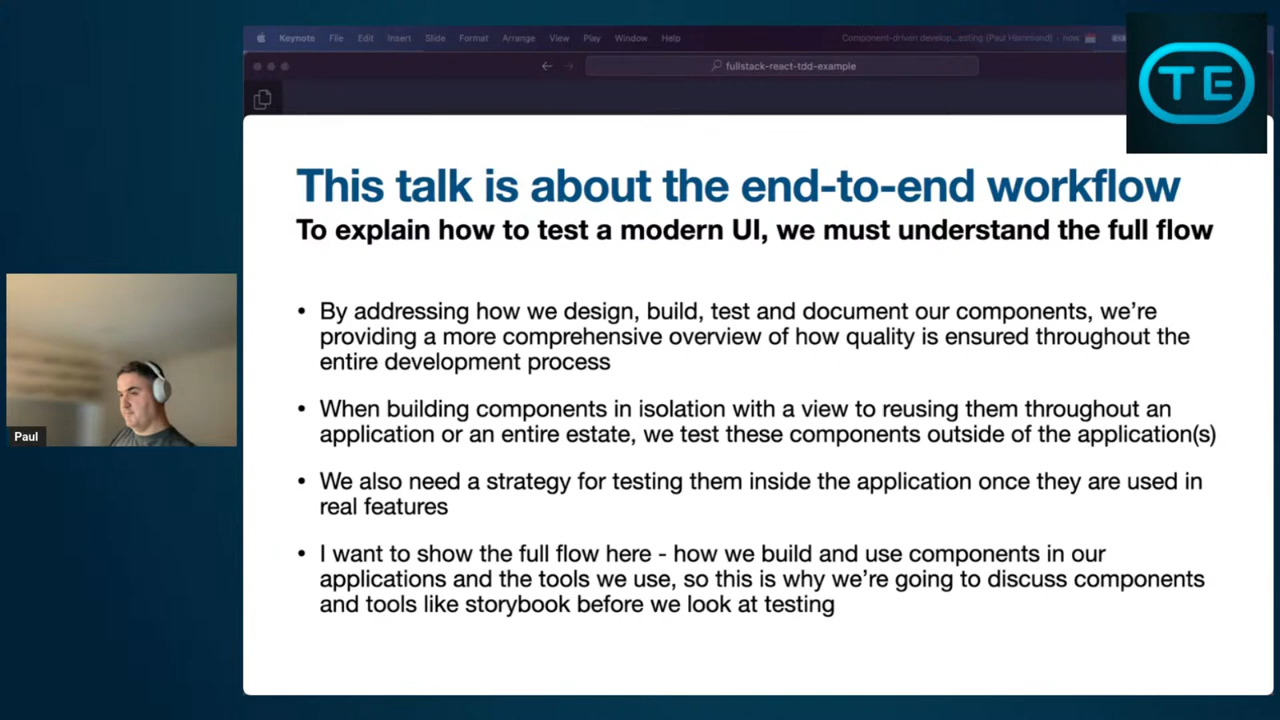 Keynote File Edit Insert Slide Format Arrange View Play Window Help
Component-driven develop...esting (Paul Hammond) · now
fullstack-react-tdd-example
TE
This talk is about the end-to-end workflow
To explain how to test a modern UI, we must understand the full flow
• By addressing how we design, build, test and document our components, we're
providing a more comprehensive overview of how quality is ensured throughout the
entire development process
• When building components in isolation with a view to reusing them throughout an
application or an entire estate, we test these components outside of the application(s)
• We also need a strategy for testing them inside the application once they are used in
real features
• I want to show the full flow here - how we build and use components in our
applications and the tools we use, so this is why we're going to discuss components
and tools like storybook before we look at testing
Paul